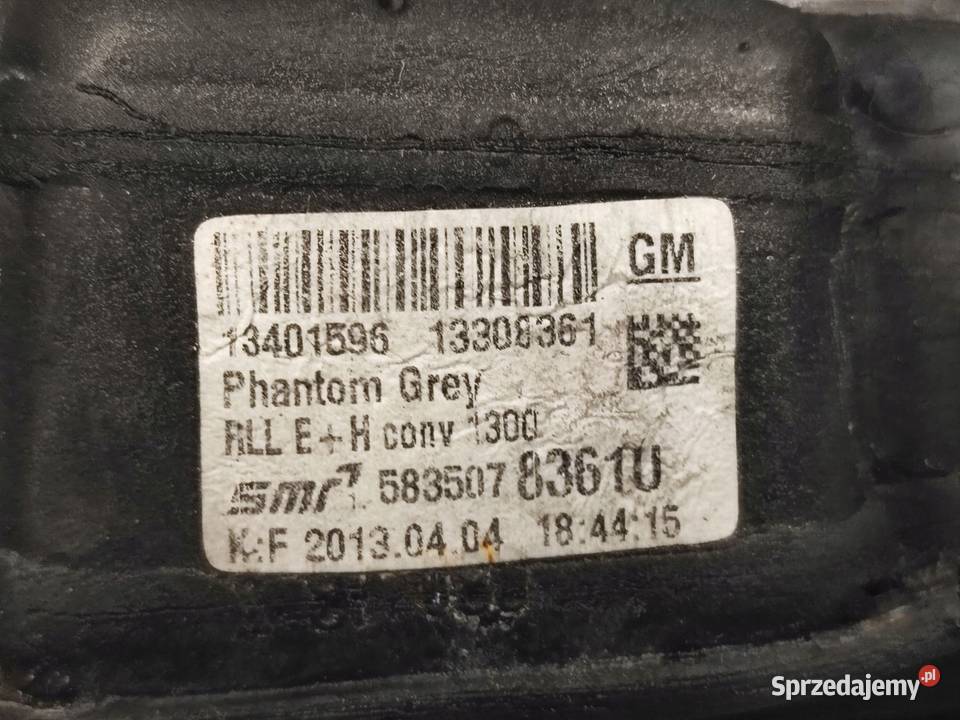 GM
13401596 13308361
Phantom Grey
RLL E+H conv 1300
smr 583507 8361U
K:F 2013.04.04 18:44:15
Sprzedajemy.pl